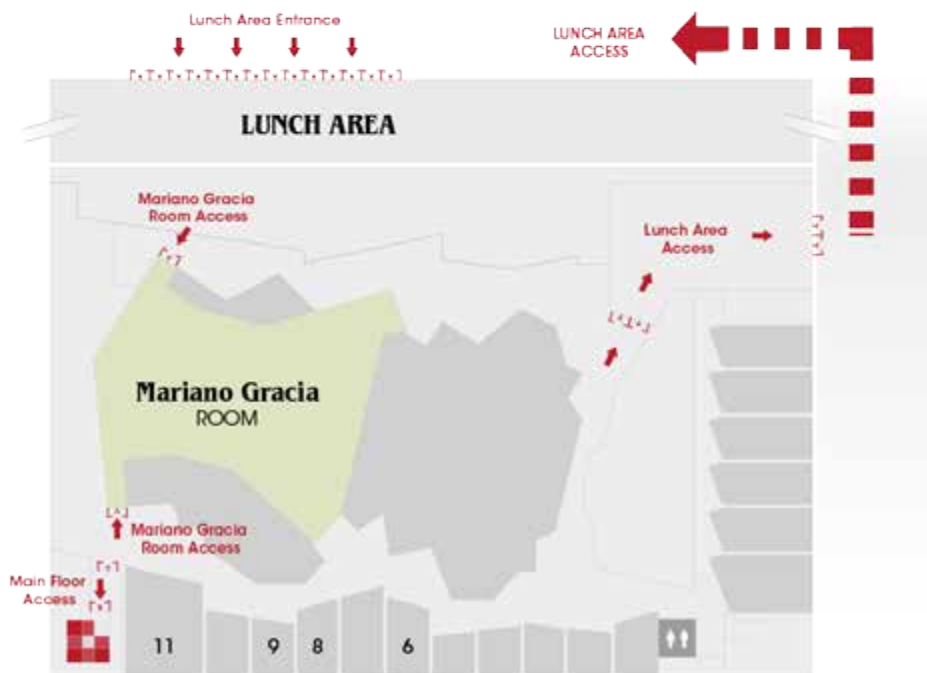 Lunch Area Entrance
LUNCH AREA
ACCESS
LUNCH AREA
Mariano Gracia
Room Access
Lunch Area
Access
Mariano Gracia
ROOM
Mariano Gracia
Room Access
Main Floor
Access
11
9
8
6